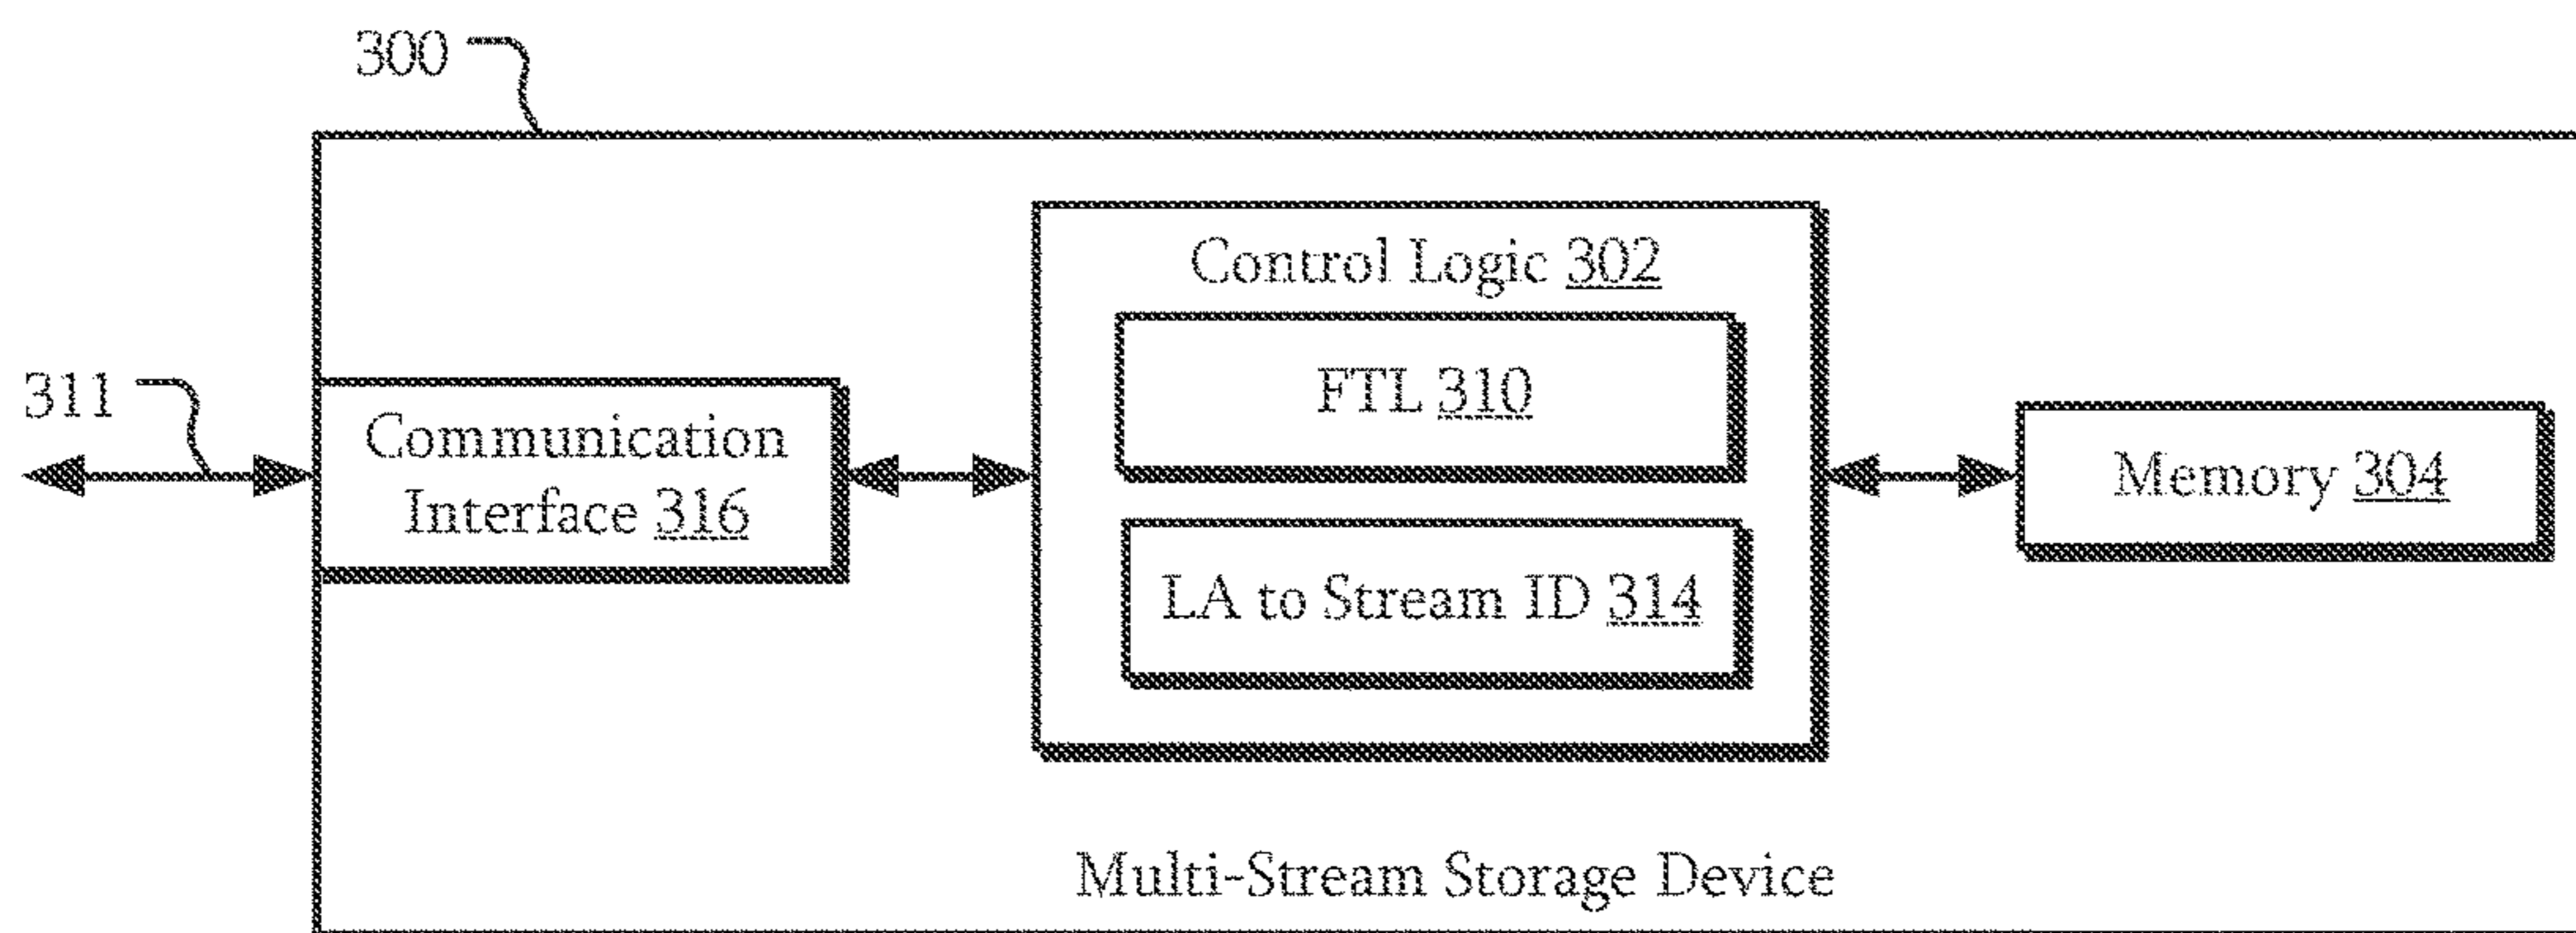 300
Control Logic 302
FTL 310
311
Communication
Interface 316
Memory 304
LA to Stream ID 314
Multi-Stream Storage Device